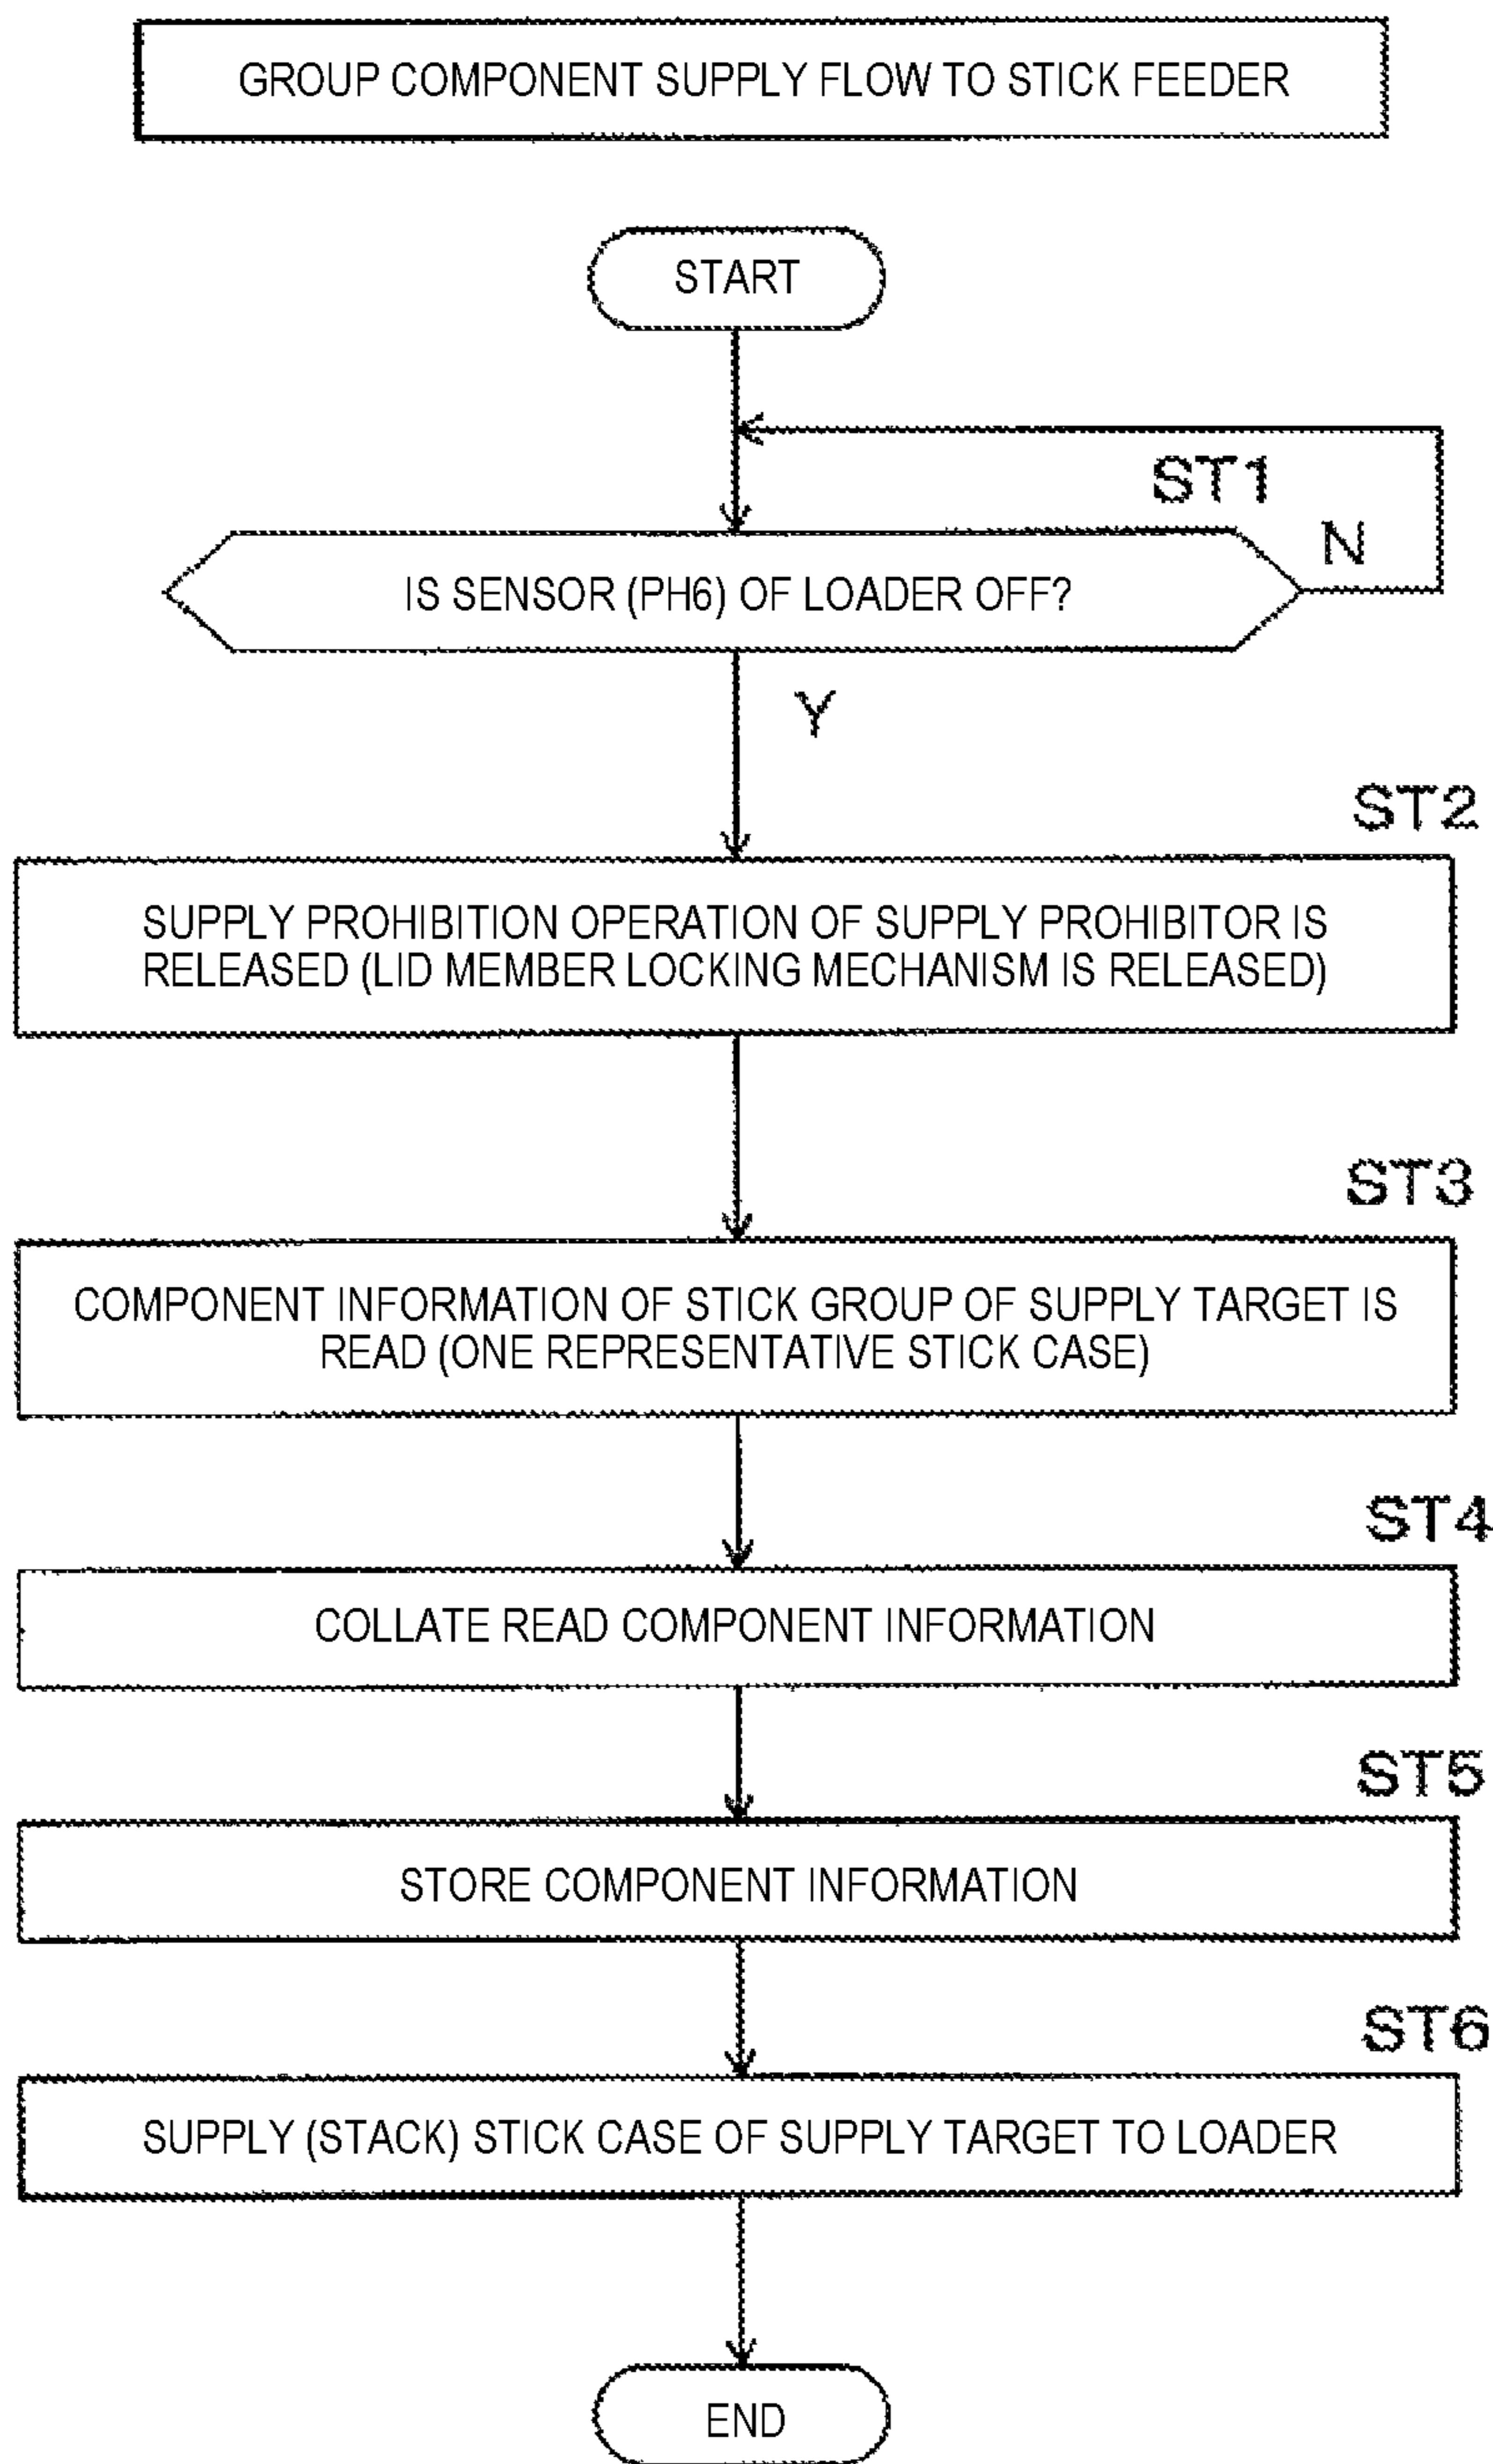 GROUP COMPONENT SUPPLY FLOW TO STICK FEEDER
START
ST1
IS SENSOR (PH6) OF LOADER OFF?
N
Y
ST2
SUPPLY PROHIBITION OPERATION OF SUPPLY PROHIBITOR IS
RELEASED (LID MEMBER LOCKING MECHANISM IS RELEASED)
ST3
COMPONENT INFORMATION OF STICK GROUP OF SUPPLY TARGET IS
READ (ONE REPRESENTATIVE STICK CASE)
ST4
COLLATE READ COMPONENT INFORMATION
ST5
STORE COMPONENT INFORMATION
ST6
SUPPLY (STACK) STICK CASE OF SUPPLY TARGET TO LOADER
END